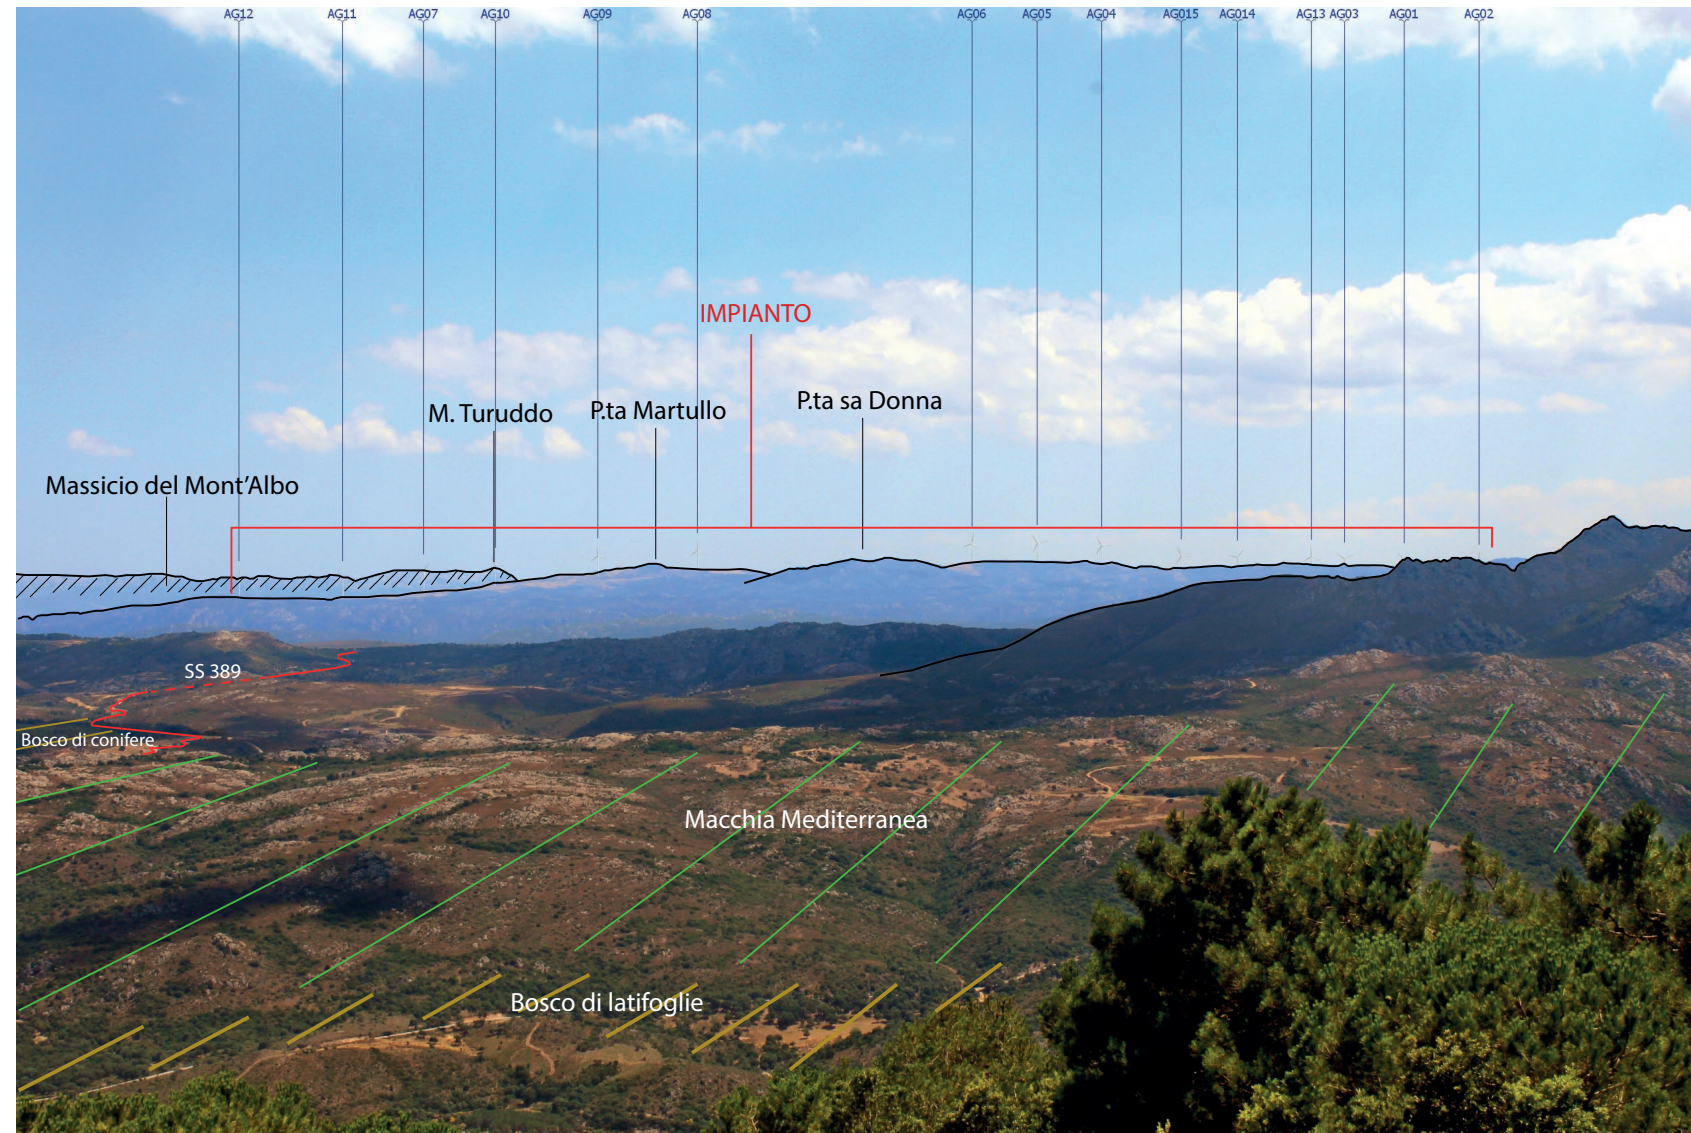 AG12 AG11 AG07 AG10 AG09 AG08 AG06 AG05 AG04 AG015 AG014 AG13 AG03 AG01 AG02
IMPIANTO
P.ta sa Donna
M. Turuddo
P.ta Martullo
Massicio del Mont'Albo
SS 389
Bosco di conifere
Macchia Mediterranea
Bosco di latifoglie